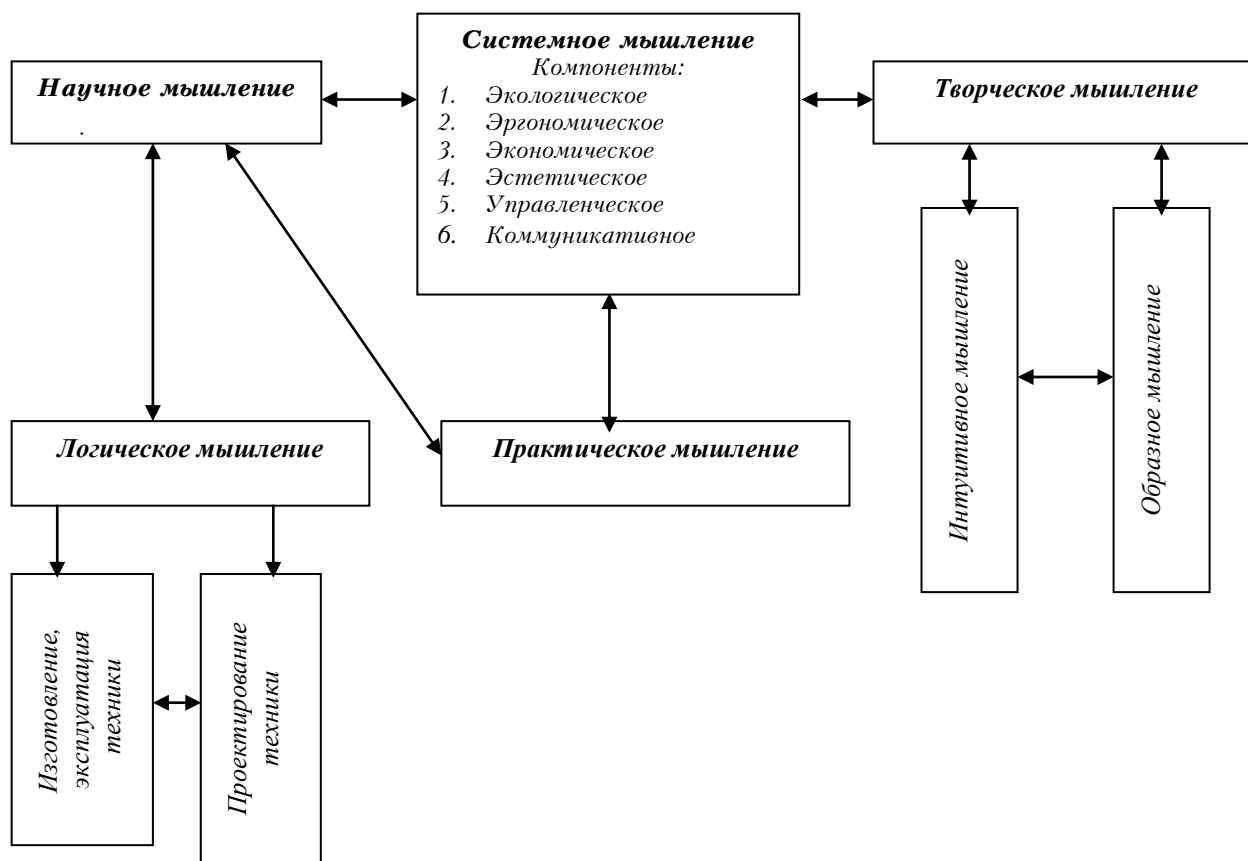 Системное мышление
Компоненты:
1. Экологическое
2. Эргономическое
3. Экономическое
4. Эстетическое
5. Управленческое
6. Коммуникативное
Научное мышление
.
Творческое мышление
Интуитивное мышление
Образное мышление
Логическое мышление
Практическое мышление
Изготовление,
эксплуатация
техники
Проектирование
техники